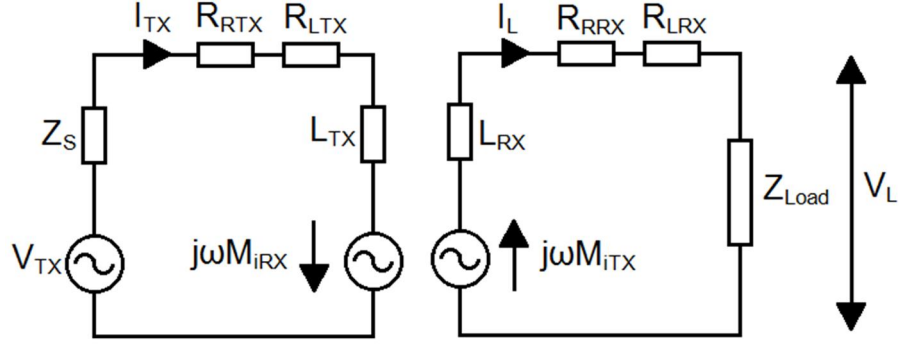 I_TX R_RTX R_LTX I_L R_RRX R_LRX
Z_S L_TX L_RX
Z_Load V_L
V_TX jωM_iRX jωM_iTX